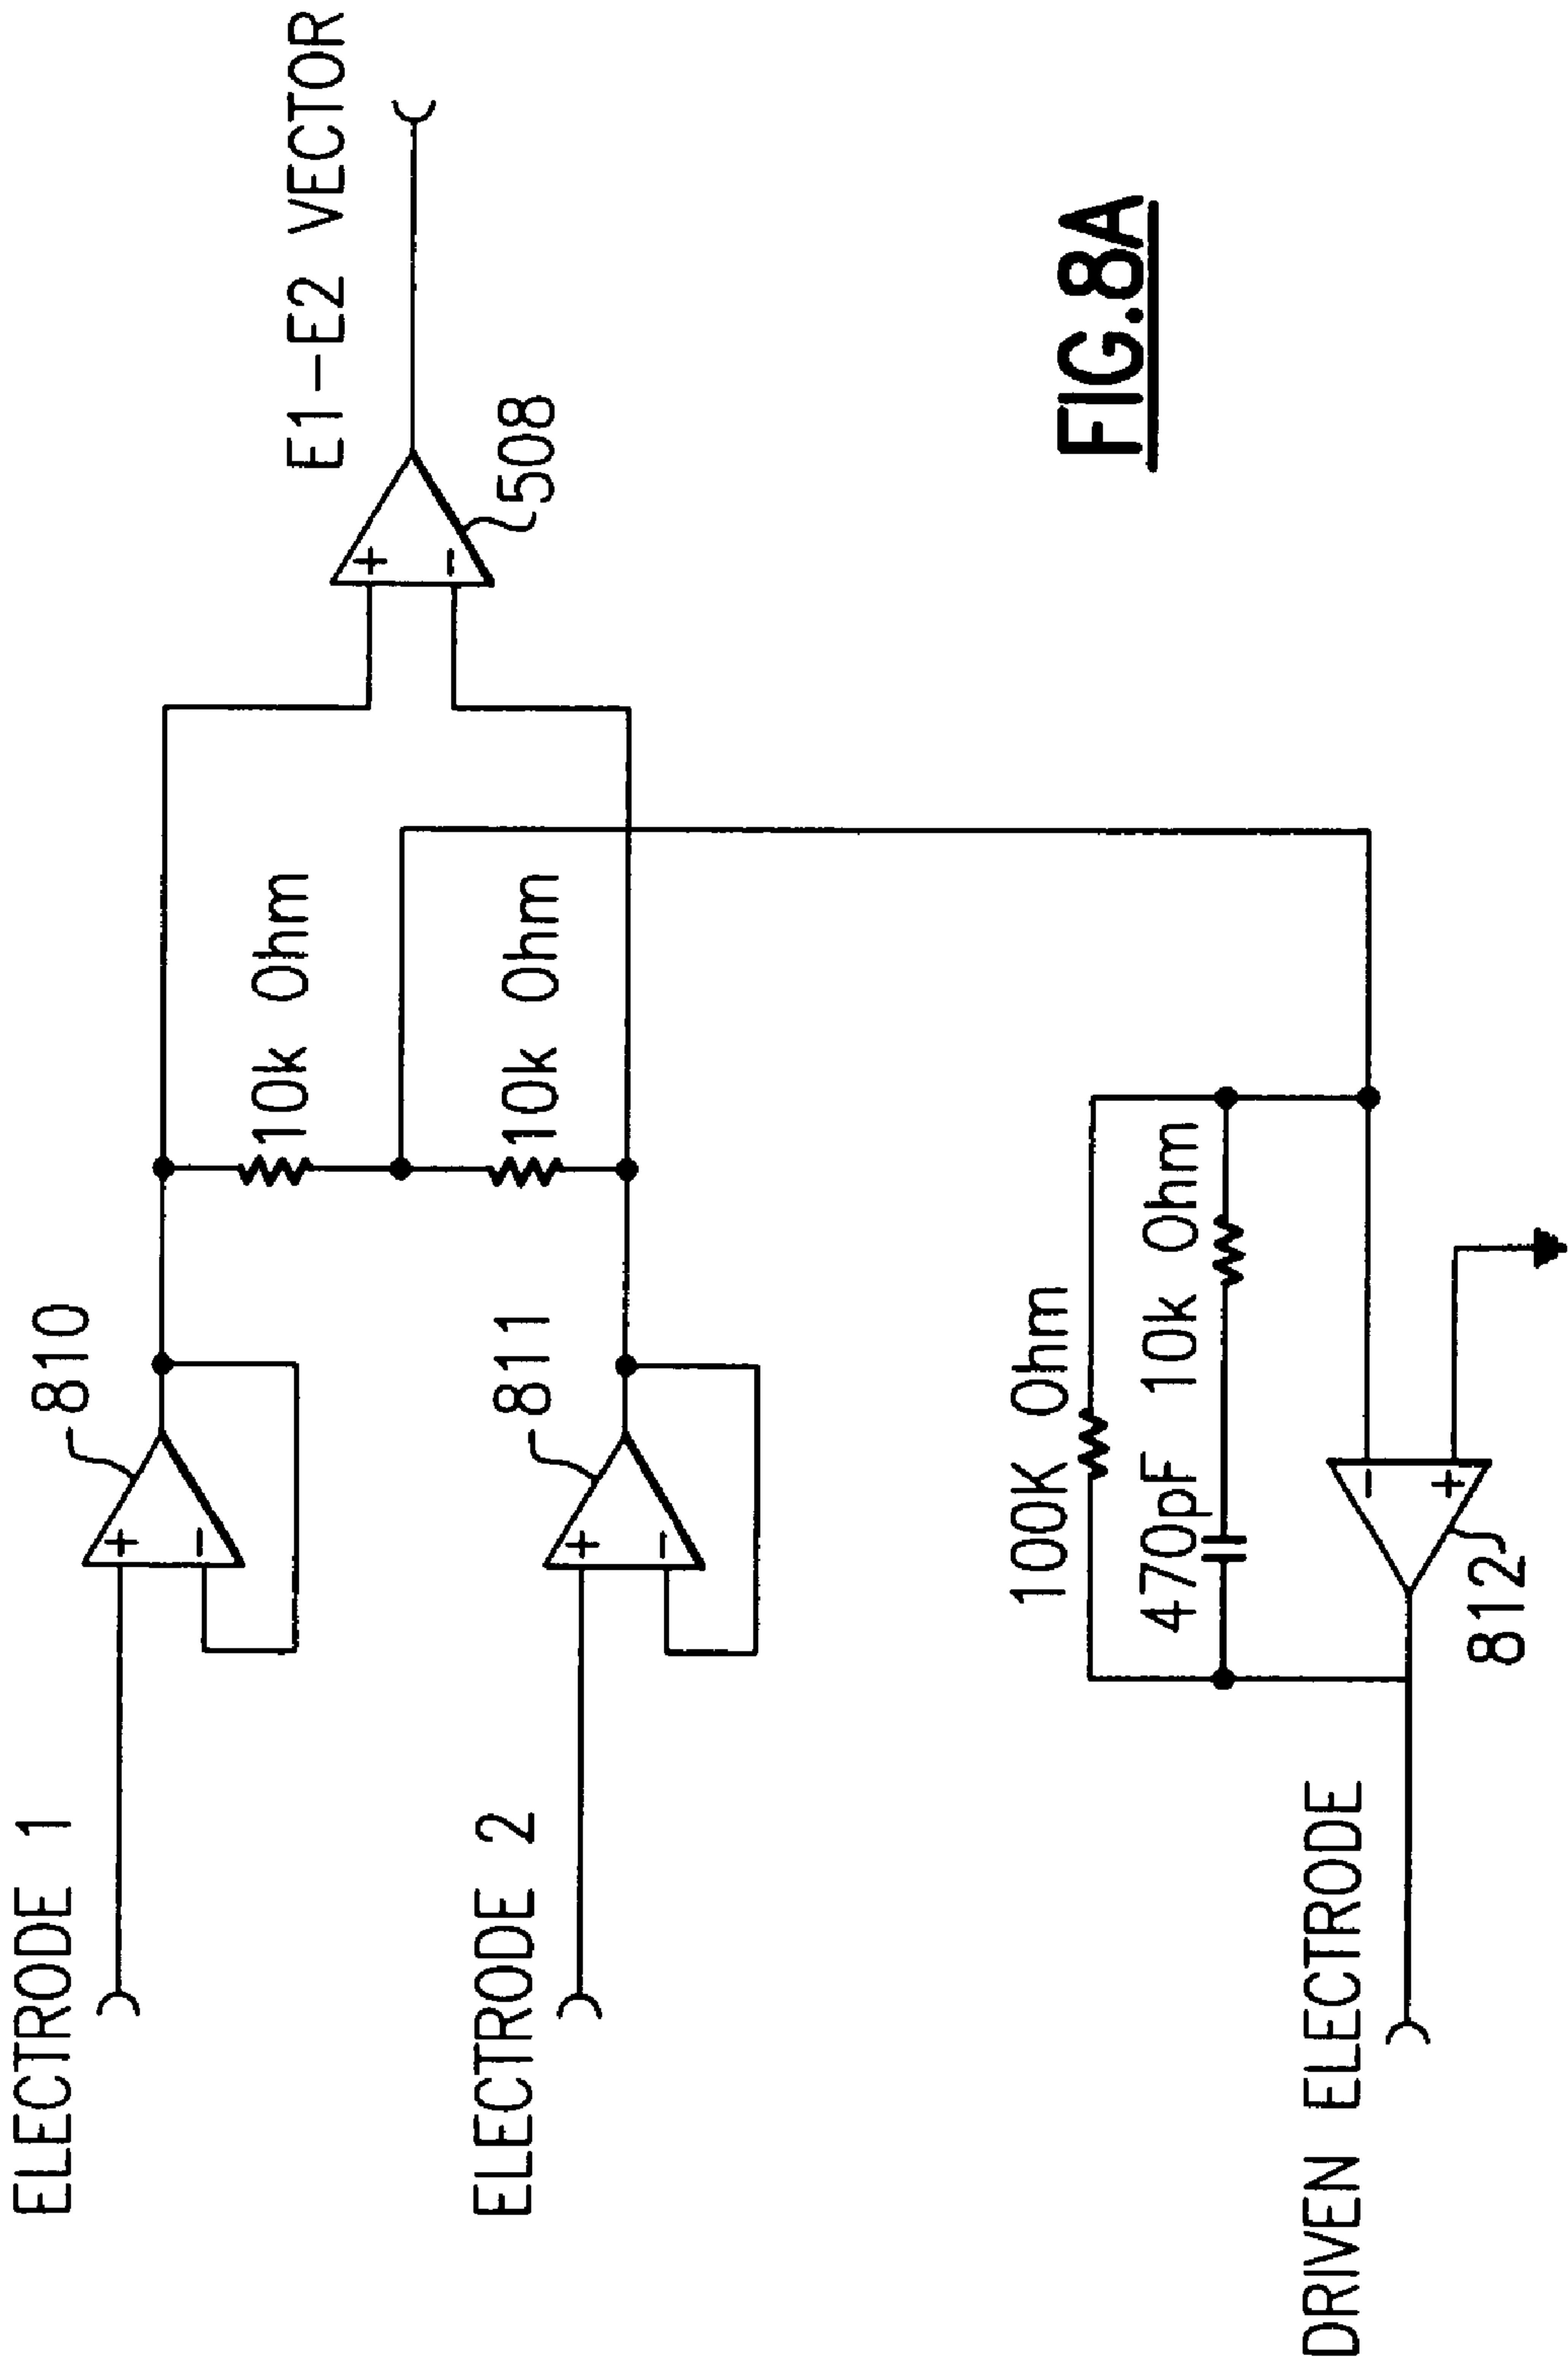 ELECTRODE 1
810
E1-E2 VECTOR
+
-
10k Ohm
+
-
508
ELECTRODE 2
811
+
-
10k Ohm
100K Ohm
470pF 10k Ohm
DRIVEN ELECTRODE
-
+
812
FIG.8A